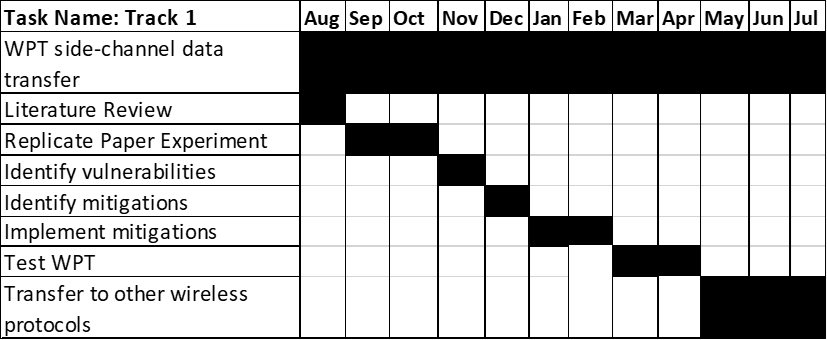 Task Name: Track 1 Aug Sep Oct Nov Dec Jan Feb Mar Apr May Jun Jul
WPT side-channel data
transfer
Literature Review
Replicate Paper Experiment
Identify vulnerabilities
Identify mitigations
Implement mitigations
Test WPT
Transfer to other wireless
protocols